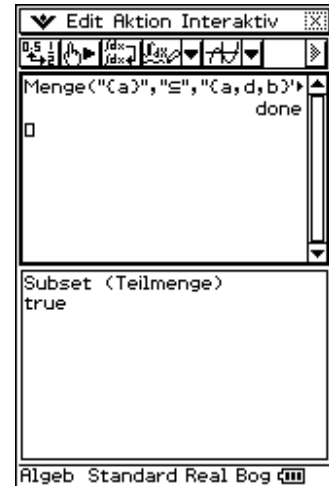 Edit Aktion Interaktiv
Menge("{a}","⊆","{a,d,b}"
done
Subset (Teilmenge)
true
Algeb Standard Real Bog